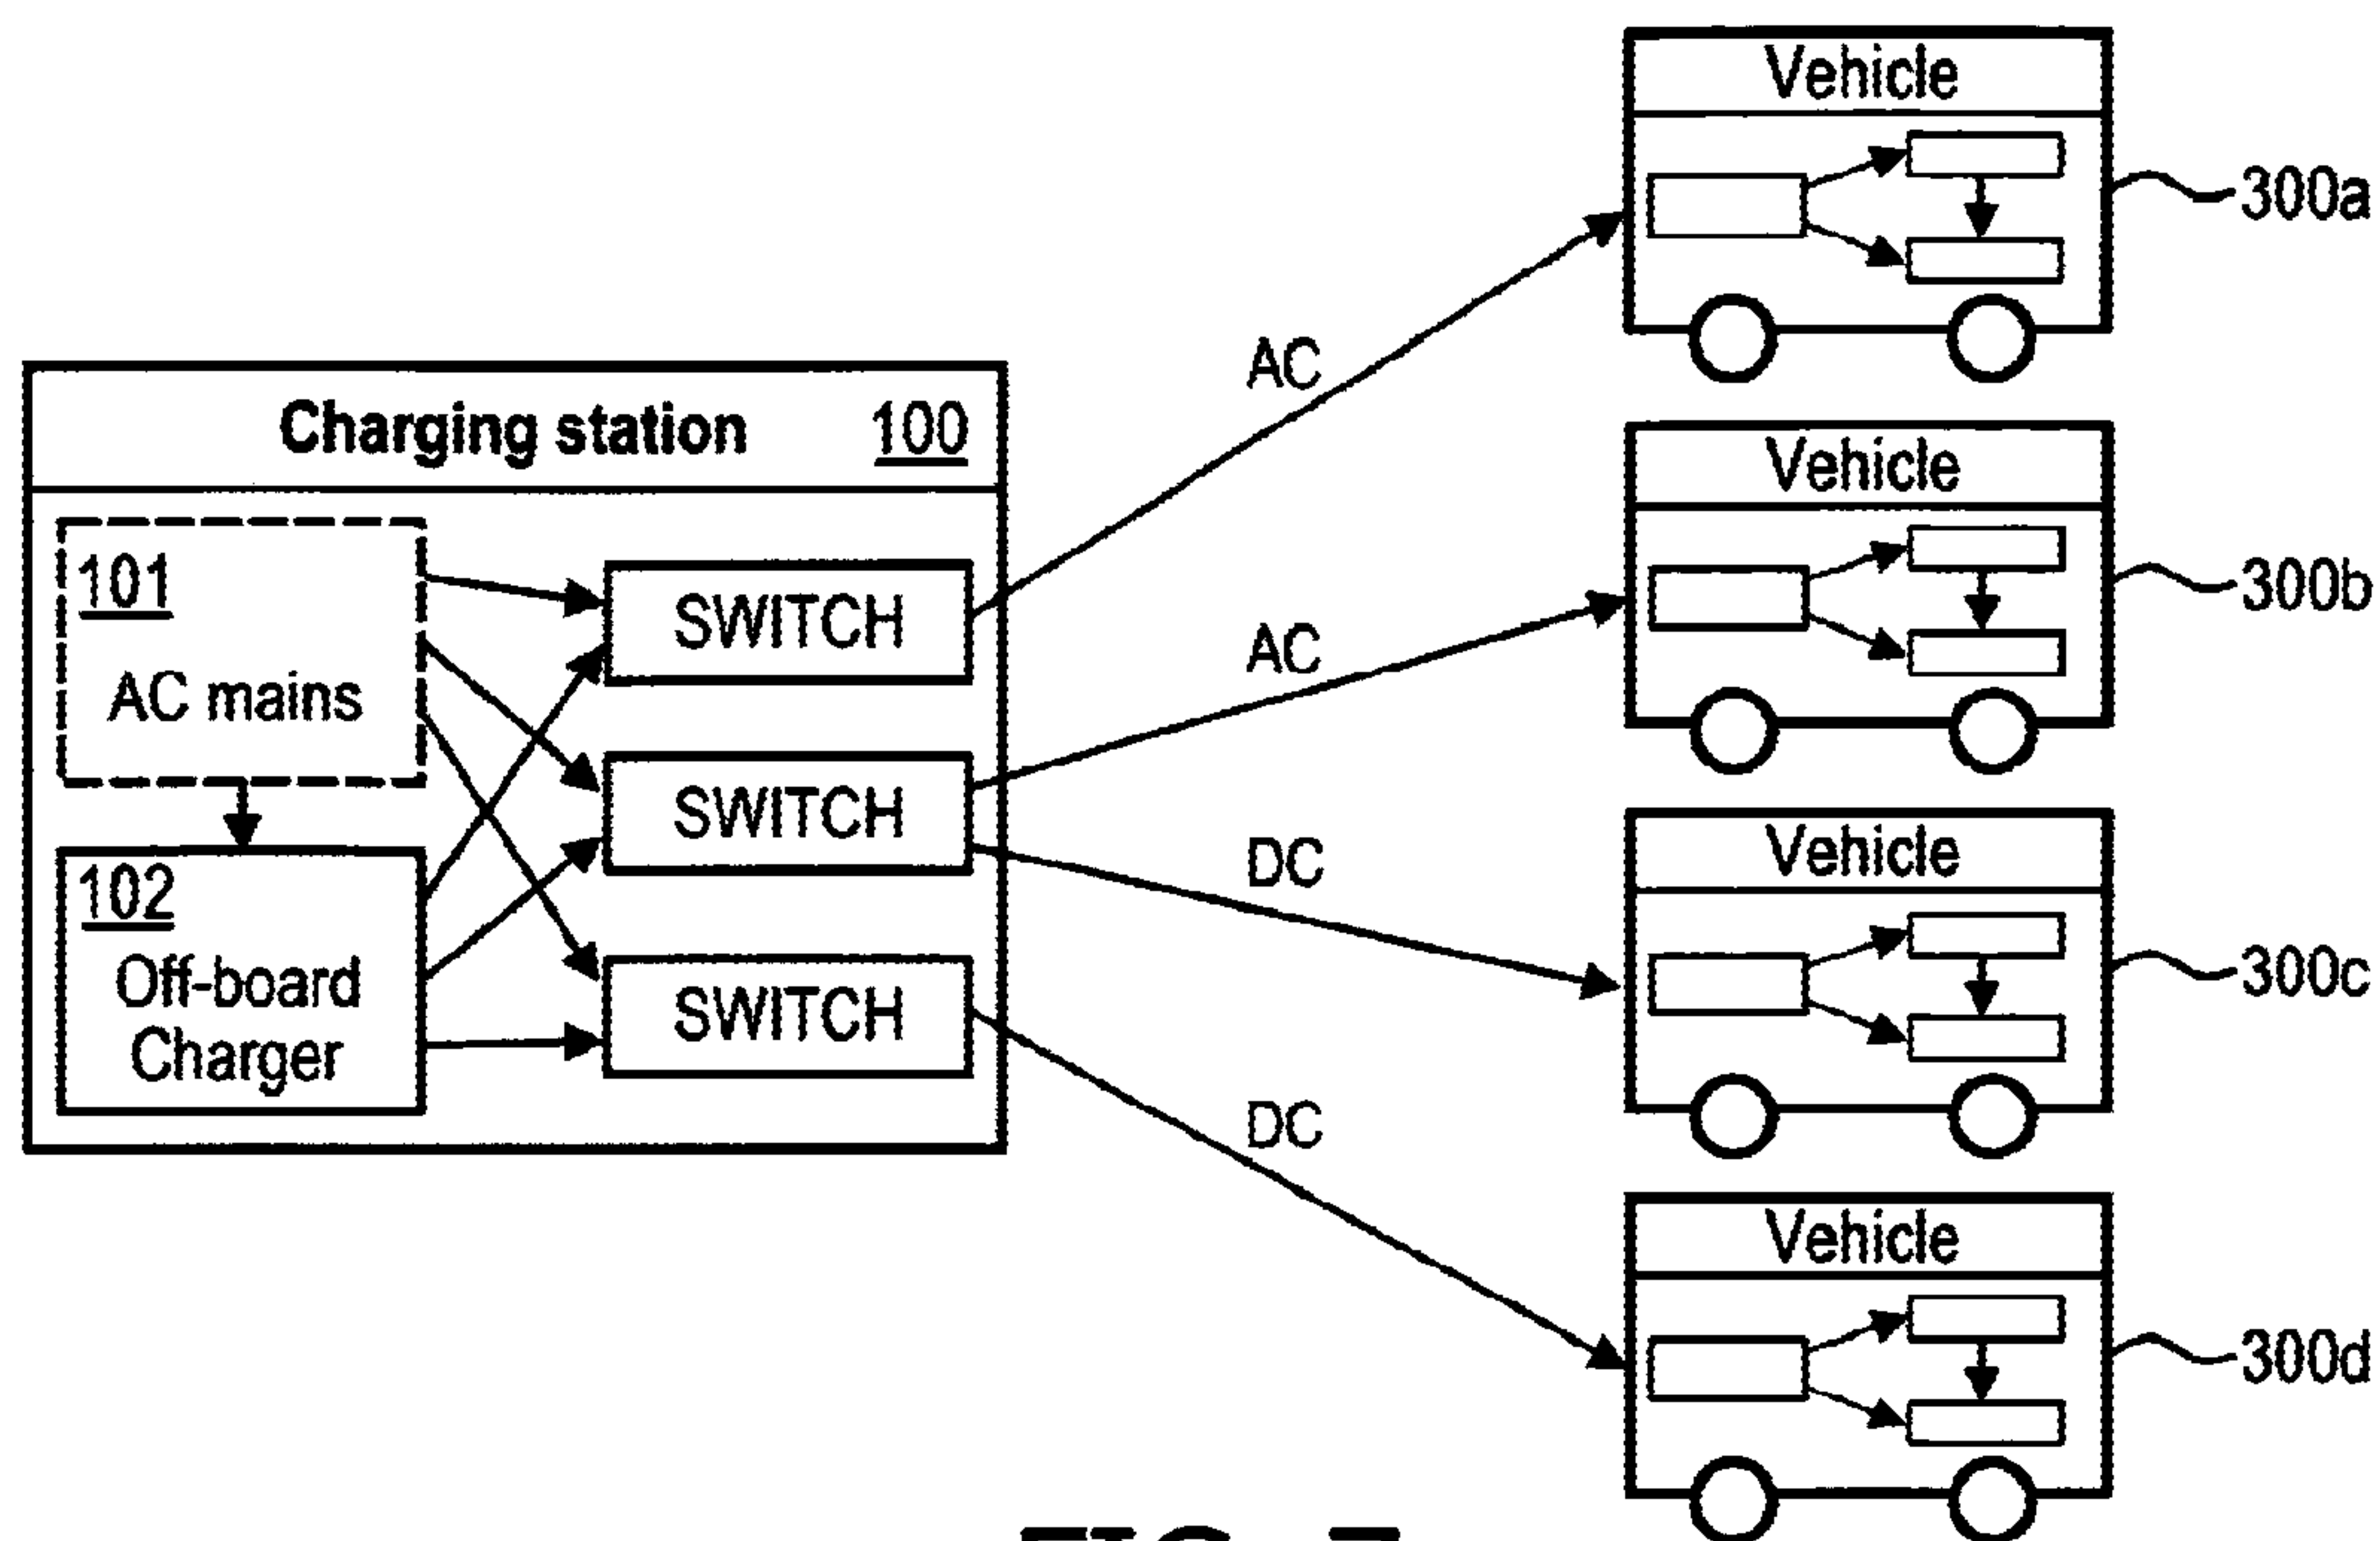 Charging station 100
101
AC mains
102
Off-board
Charger
SWITCH
SWITCH
SWITCH
AC
AC
DC
DC
Vehicle
300a
Vehicle
300b
Vehicle
300c
Vehicle
300d